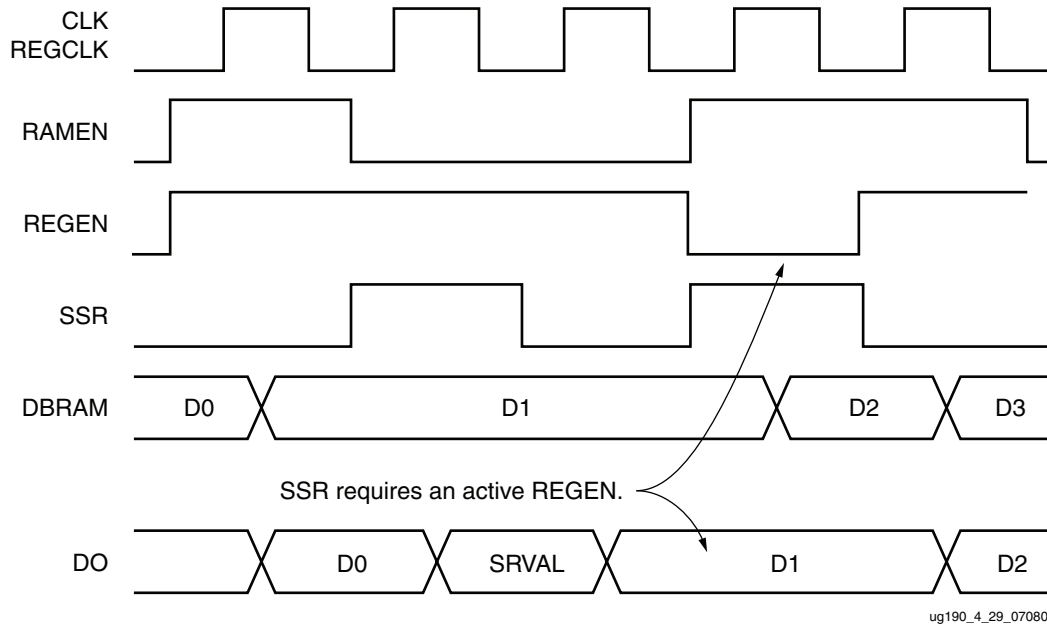 CLK
REGCLK
RAMEN
REGEN
SSR
DBRAM D0 D1 D2 D3
SSR requires an active REGEN.
DO D0 SRVAL D1 D2
ug190_4_29_07080